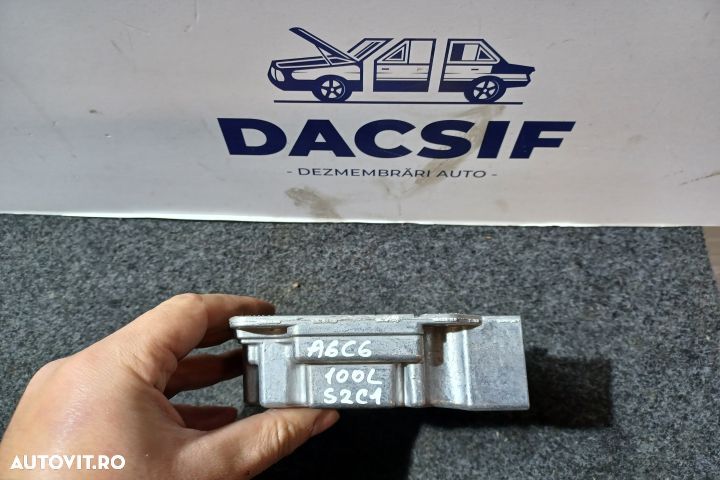 DACSIF
- DEZMEMBRĂRI AUTO -
A6C6
100L
S2C1
AUTOVIT.RO